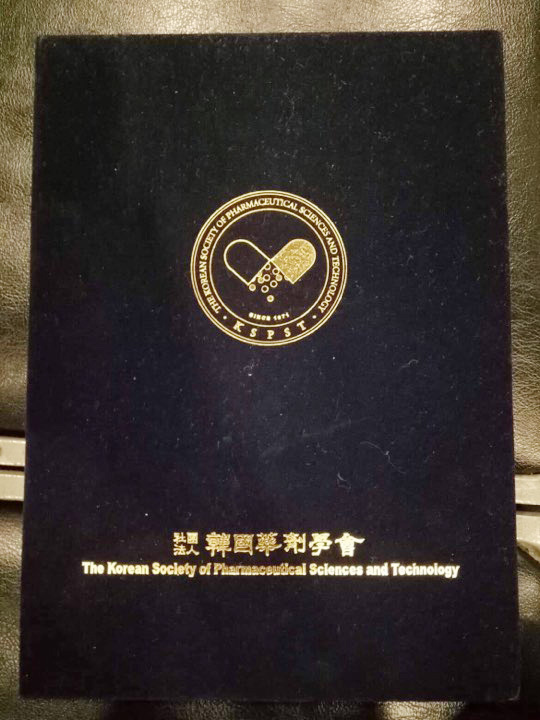 THE KOREAN SOCIETY OF PHARMACEUTICAL SCIENCES AND TECHNOLOGY
SINCE 1971
• KSPST •
社團
法人
韓國藥劑學會
The Korean Society of Pharmaceutical Sciences and Technology